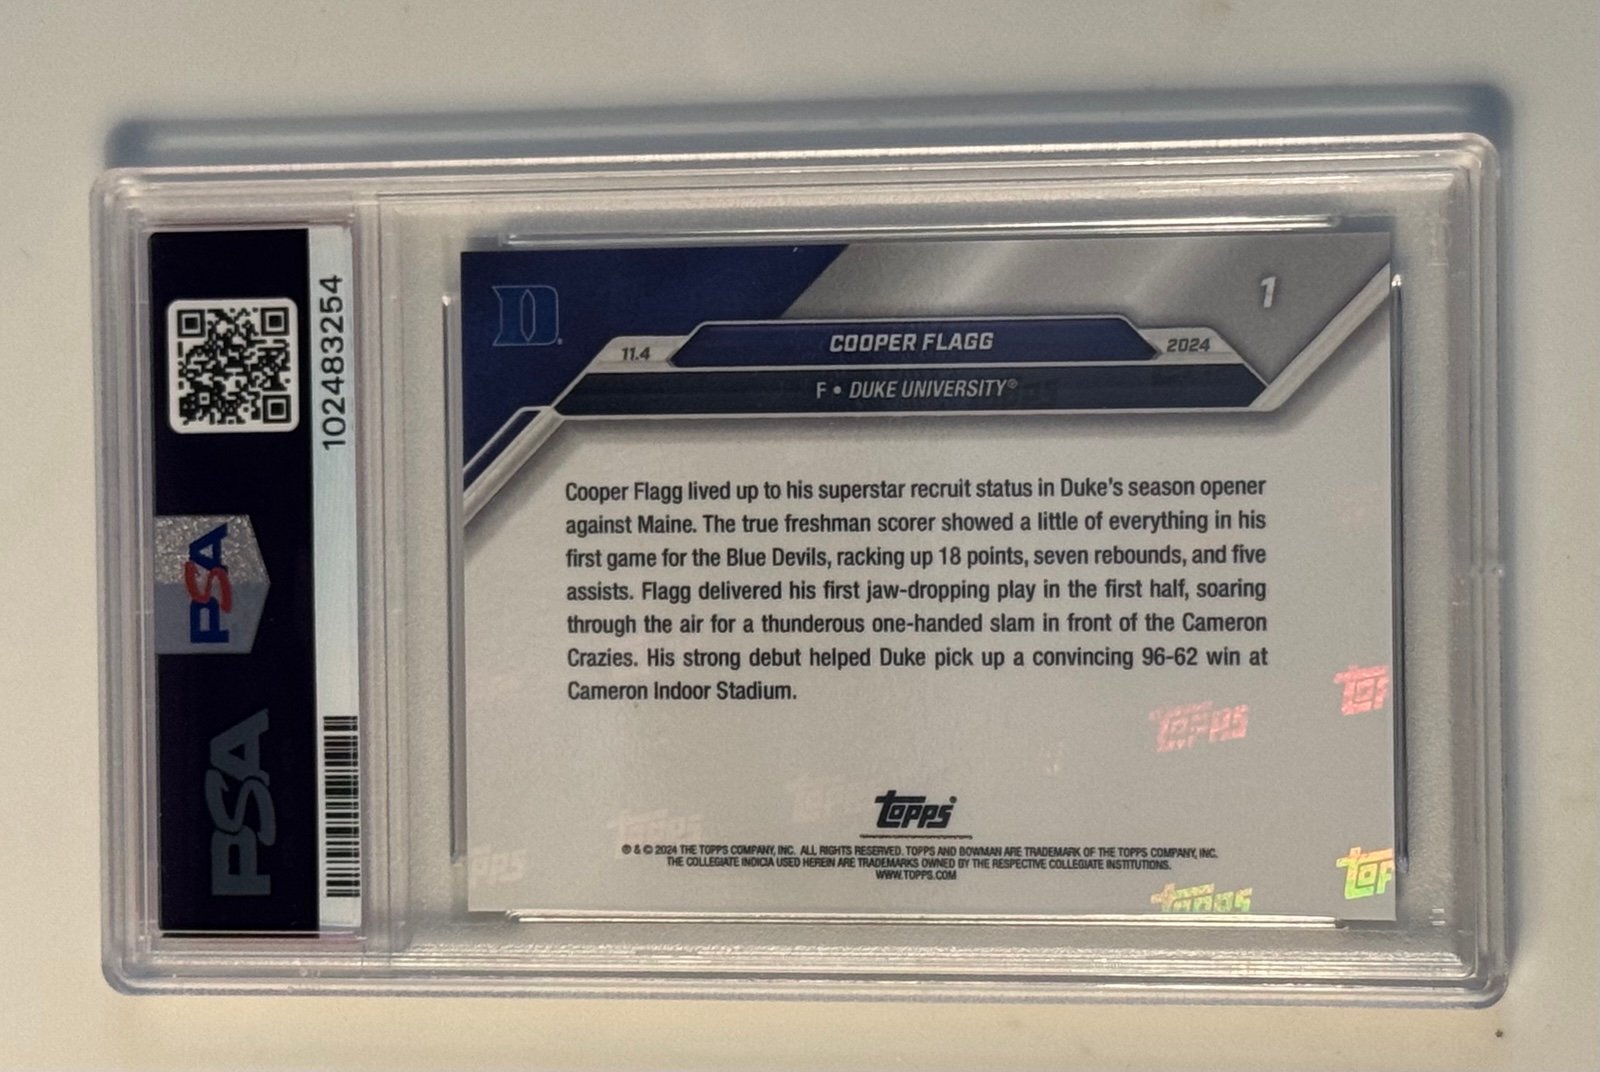 102483254
PSA
PSA
D
1
11.4
COOPER FLAGG
2024
F • DUKE UNIVERSITY®
Cooper Flagg lived up to his superstar recruit status in Duke's season opener
against Maine. The true freshman scorer showed a little of everything in his
first game for the Blue Devils, racking up 18 points, seven rebounds, and five
assists. Flagg delivered his first jaw-dropping play in the first half, soaring
through the air for a thunderous one-handed slam in front of the Cameron
Crazies. His strong debut helped Duke pick up a convincing 96-62 win at
Cameron Indoor Stadium.
topps
® & © 2024 THE TOPPS COMPANY, INC. ALL RIGHTS RESERVED. TOPPS AND BOWMAN ARE TRADEMARK OF THE TOPPS COMPANY, INC.
THE COLLEGIATE INDICIA USED HEREIN ARE TRADEMARKS OWNED BY THE RESPECTIVE COLLEGIATE INSTITUTIONS.
WWW.TOPPS.COM
topps
topps
topps